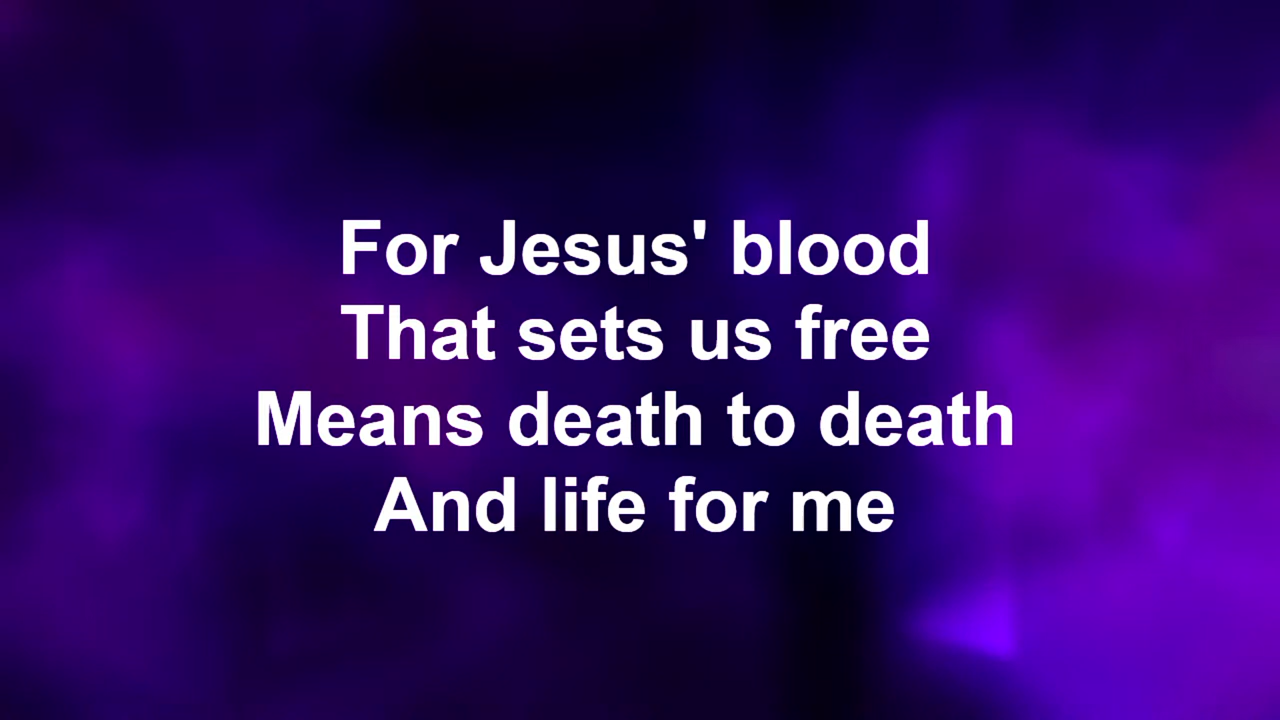 For Jesus' blood
That sets us free
Means death to death
And life for me